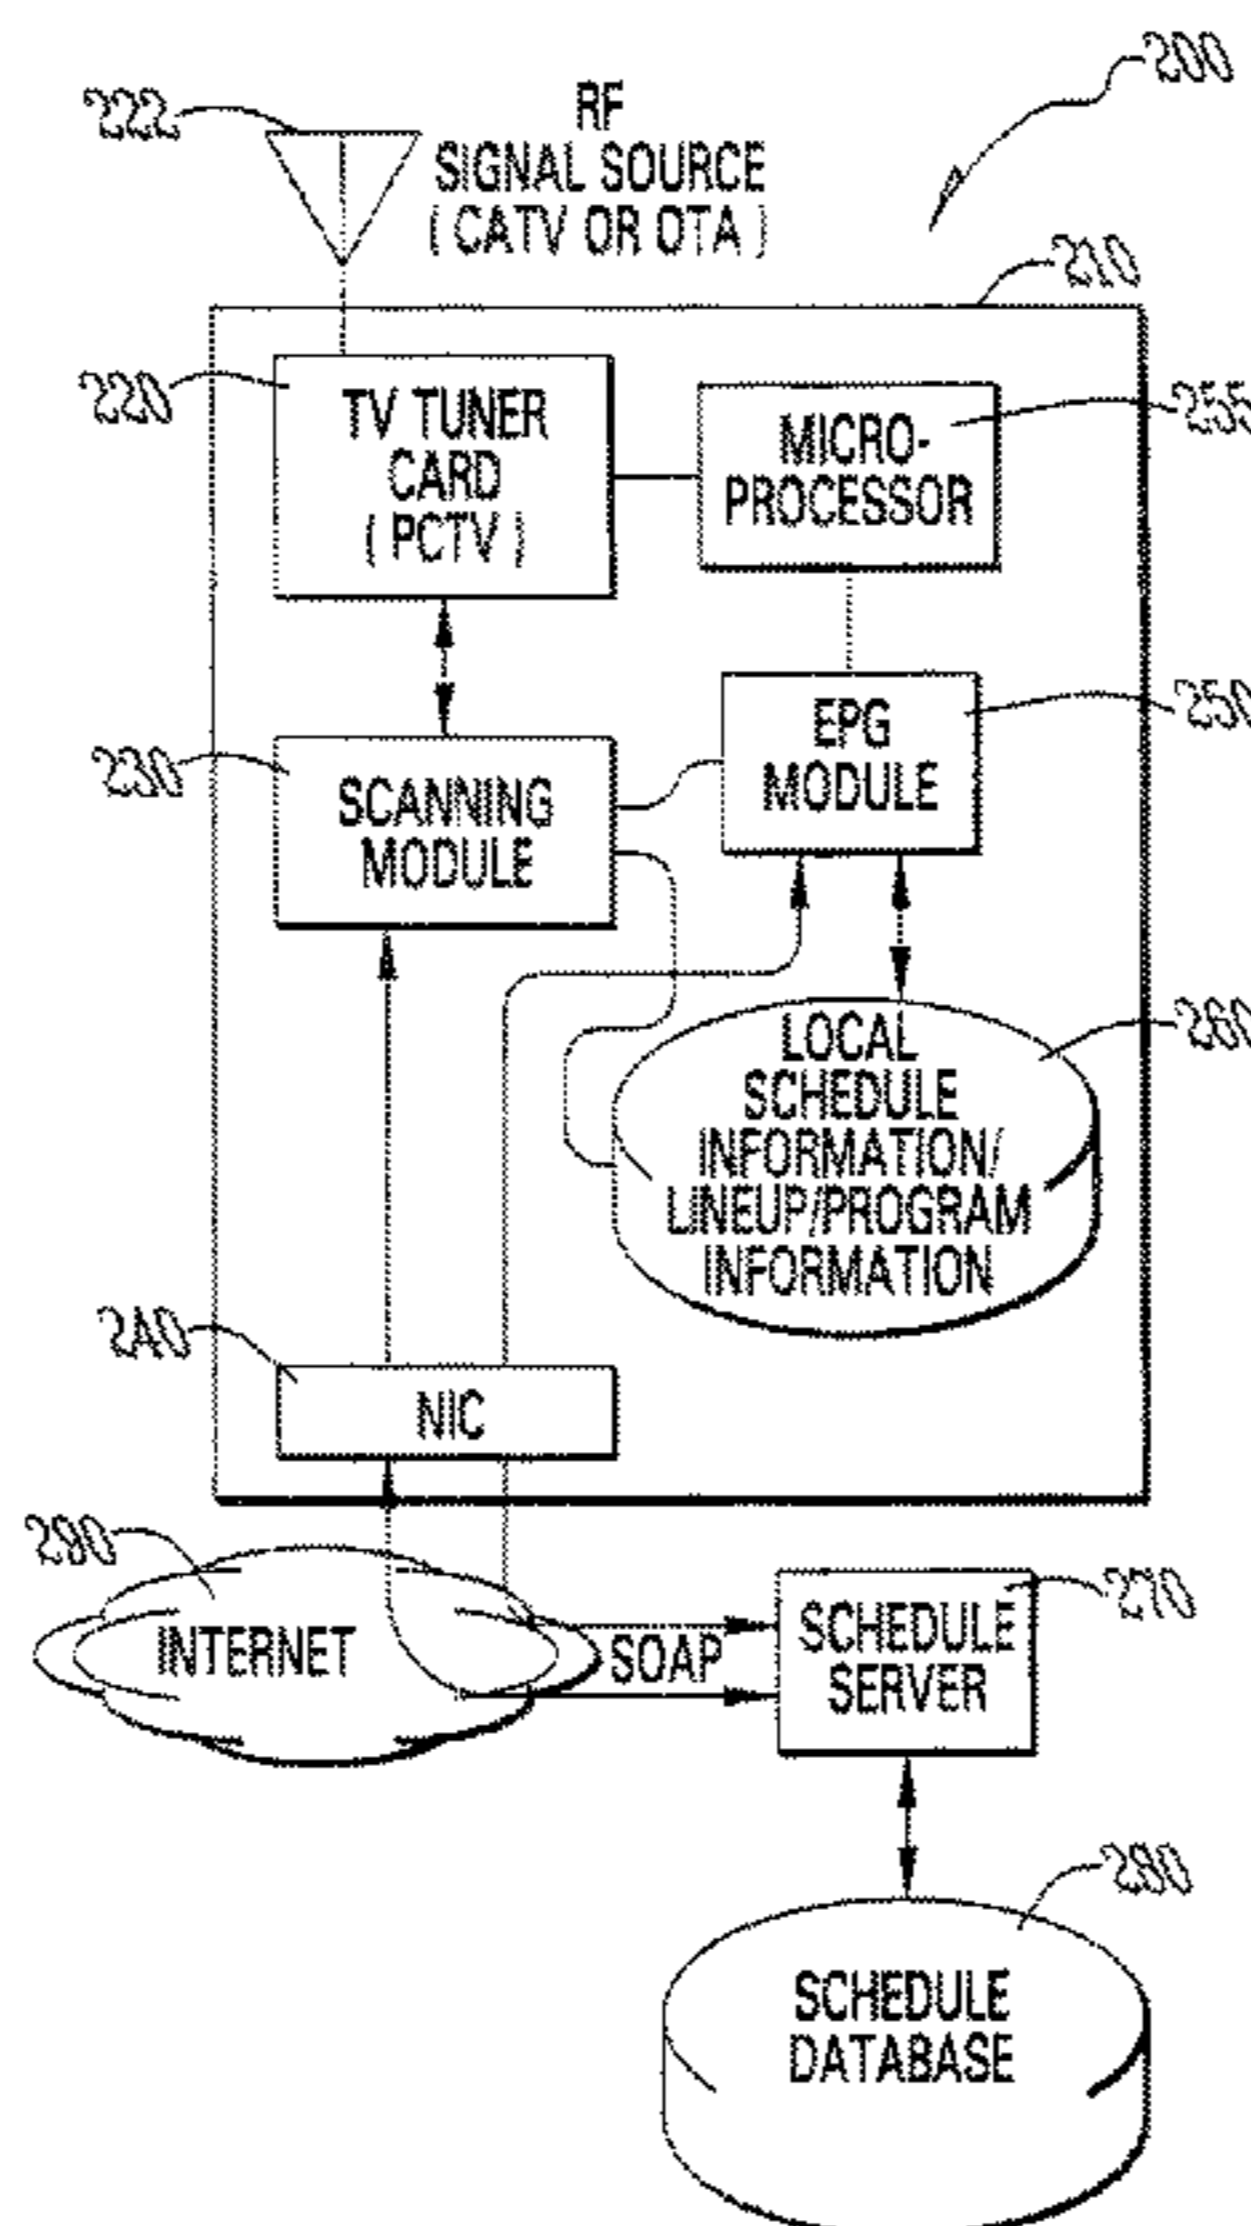 200
222
RF
SIGNAL SOURCE
( CATV OR OTA )
210
220
TV TUNER
CARD
( PCTV )
MICRO-
PROCESSOR
255
230
SCANNING
MODULE
EPG
MODULE
250
LOCAL
SCHEDULE
INFORMATION/
LINEUP/PROGRAM
INFORMATION
260
240
NIC
290
INTERNET
SOAP
SCHEDULE
SERVER
270
280
SCHEDULE
DATABASE